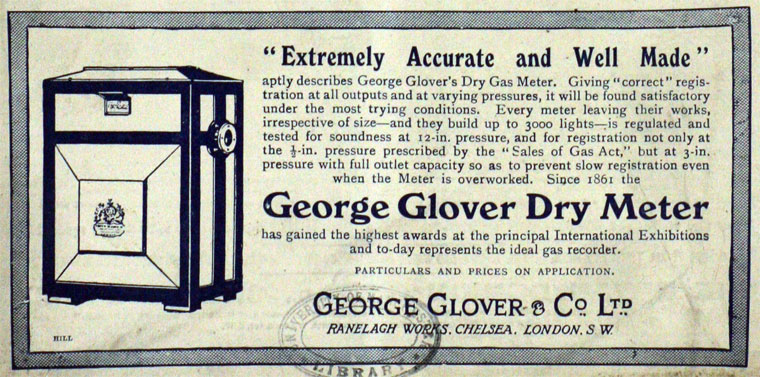 "Extremely Accurate and Well Made"
aptly describes George Glover's Dry Gas Meter. Giving "correct" regis-
tration at all outputs and at varying pressures, it will be found satisfactory
under the most trying conditions. Every meter leaving their works,
irrespective of size—and they build up to 3000 lights—is regulated and
tested for soundness at 12-in. pressure, and for registration not only at
the ½-in. pressure prescribed by the "Sales of Gas Act," but at 3-in.
pressure with full outlet capacity so as to prevent slow registration even
when the Meter is overworked. Since 1861 the
George Glover Dry Meter
has gained the highest awards at the principal International Exhibitions
and to-day represents the ideal gas recorder.
PARTICULARS AND PRICES ON APPLICATION.
GEORGE GLOVER & Co LTD
RANELAGH WORKS, CHELSEA, LONDON, S.W.
HILL
LIBRARY